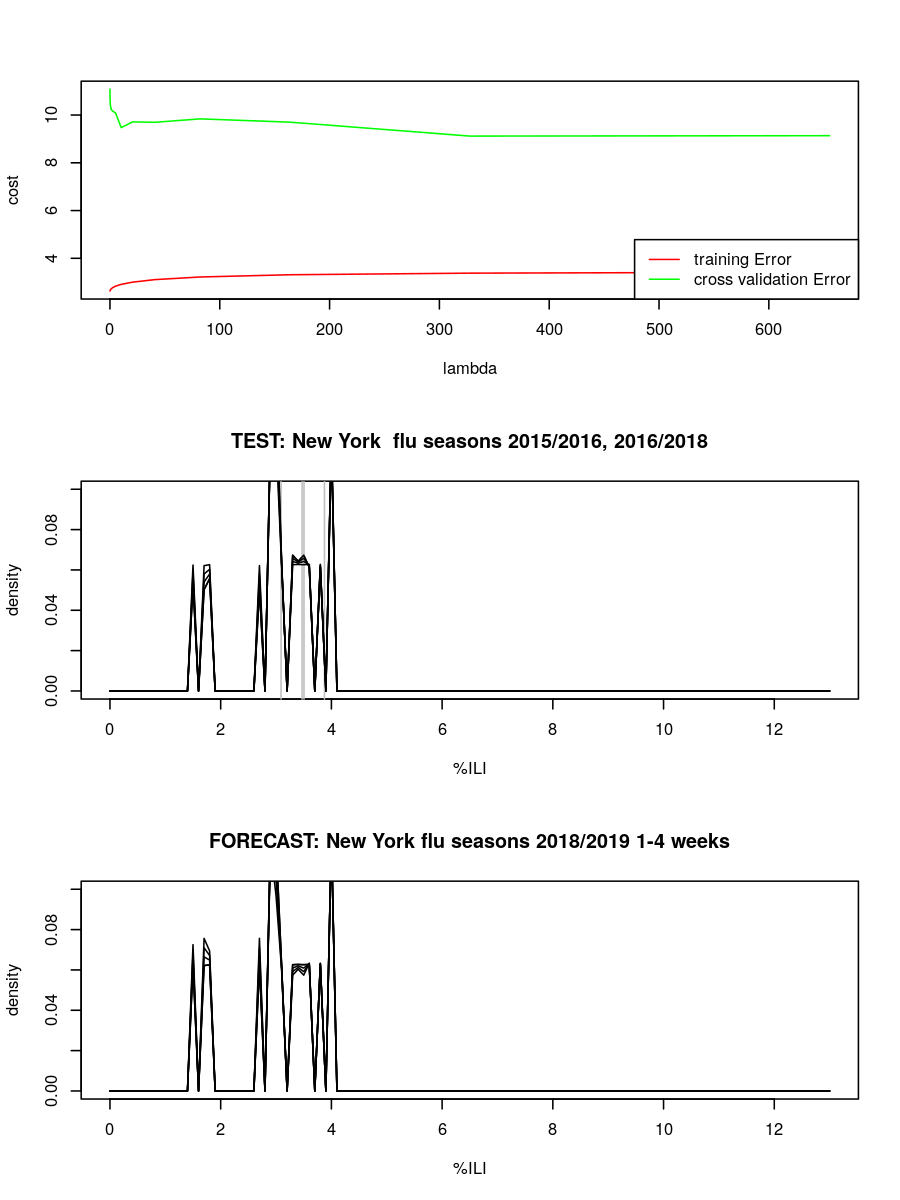 cost
10
8
6
4
training Error
cross validation Error
0 100 200 300 400 500 600
lambda
TEST: New York  flu seasons 2015/2016, 2016/2018
density
0.08
0.04
0.00
0 2 4 6 8 10 12
%ILI
FORECAST: New York flu seasons 2018/2019 1-4 weeks
density
0.08
0.04
0.00
0 2 4 6 8 10 12
%ILI